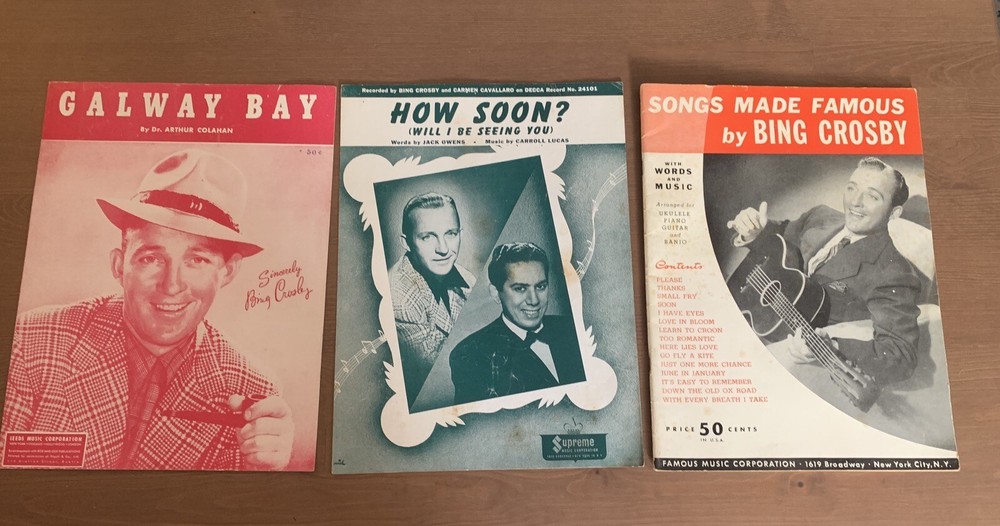 GALWAY BAY
By Dr. ARTHUR COLAHAN
50¢
Sincerely
Bing Crosby
LEEDS MUSIC CORPORATION
Recorded by BING CROSBY and CARMEN CAVALLARO on DECCA Record No. 24101
HOW SOON?
(WILL I BE SEEING YOU)
Words by JACK OWENS • Music by CARROLL LUCAS
Supreme
MUSIC CORPORATION
SONGS MADE FAMOUS
by BING CROSBY
WITH
WORDS
AND
MUSIC
Arranged for
UKULELE
PIANO
GUITAR
and
BANJO
Contents
PLEASE
THANKS
SMALL FRY
SOON
I HAVE EYES
LOVE IN BLOOM
LEARN TO CROON
TOO ROMANTIC
HERE LIES LOVE
GO FLY A KITE
JUST ONE MORE CHANCE
JUNE IN JANUARY
IT'S EASY TO REMEMBER
DOWN THE OLD OX ROAD
WITH EVERY BREATH I TAKE
PRICE 50 CENTS
IN U.S.A.
FAMOUS MUSIC CORPORATION · 1619 Broadway · New York City, N.Y.